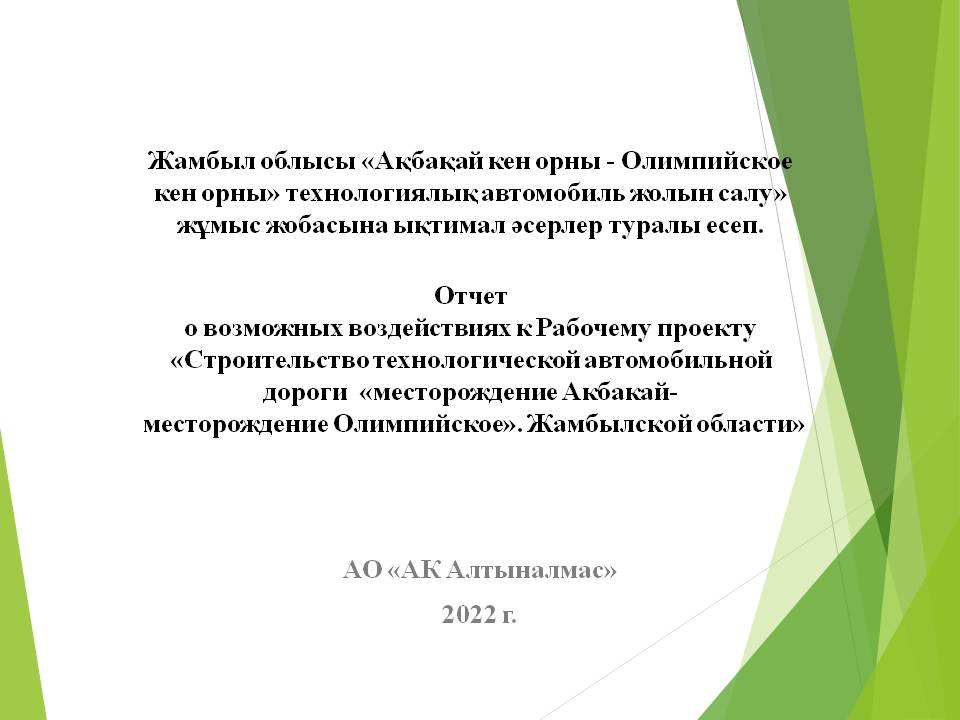 Жамбыл облысы «Ақбақай кен орны - Олимпийское
кен орны» технологиялық автомобиль жолын салу»
жұмыс жобасына ықтимал әсерлер туралы есеп.
Отчет
о возможных воздействиях к Рабочему проекту
«Строительство технологической автомобильной
дороги «месторождение Акбакай-
месторождение Олимпийское». Жамбылской области»
АО «АК Алтыналмас»
2022 г.